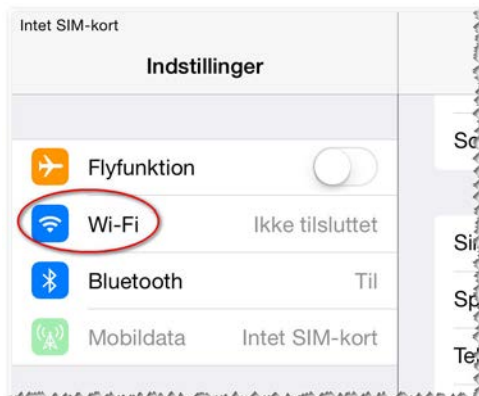 Intet SIM-kort
Indstillinger
Flyfunktion
Wi-Fi Ikke tilsluttet
Bluetooth Til
Mobildata Intet SIM-kort